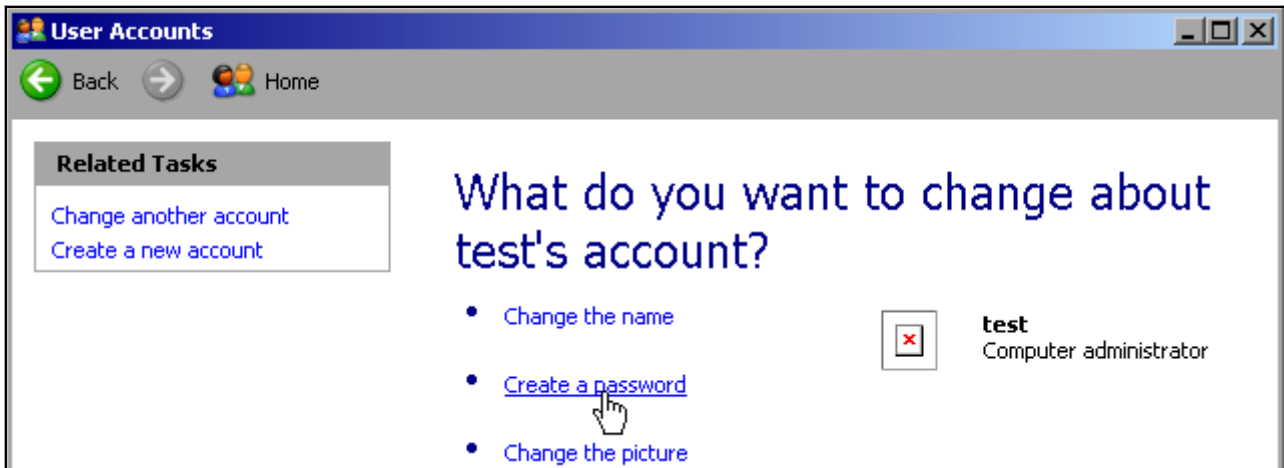 User Accounts
Back Home
Related Tasks
Change another account
Create a new account
What do you want to change about
test's account?
Change the name
Create a password
Change the picture
test
Computer administrator